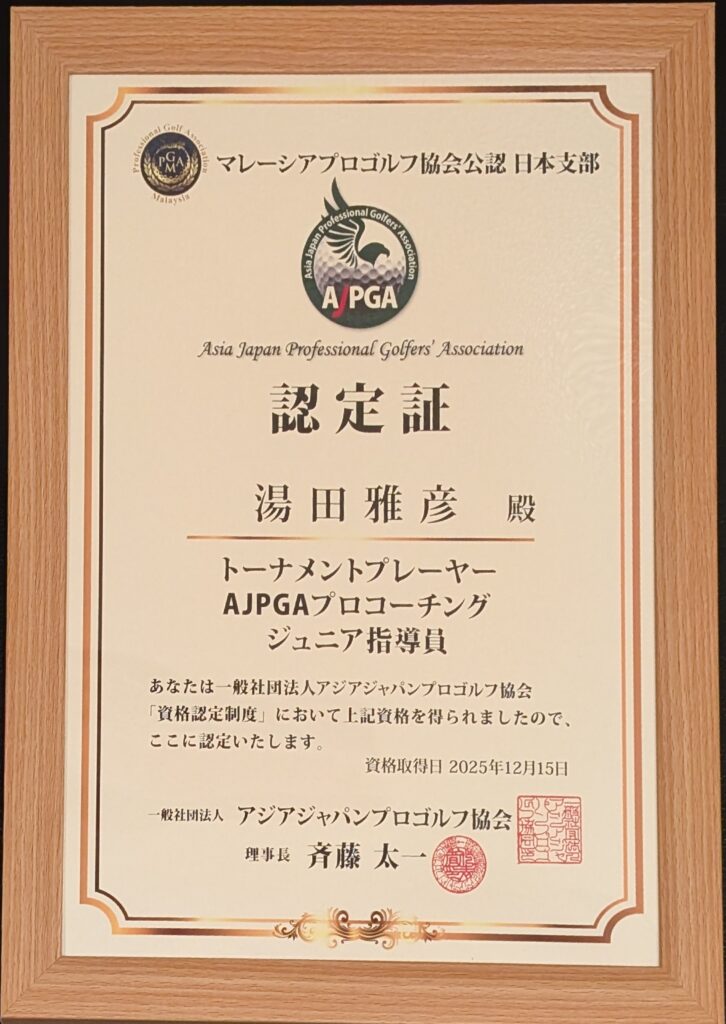 Professional Golf Association
PGAM
Malaysia
マレーシアプロゴルフ協会公認 日本支部
Asia Japan Professional Golfers' Association
AJPGA
Asia Japan Professional Golfers' Association
認定証
湯田雅彦 殿
トーナメントプレーヤー
AJPGAプロコーチング
ジュニア指導員
あなたは一般社団法人アジアジャパンプロゴルフ協会
「資格認定制度」において上記資格を得られましたので、
ここに認定いたします。
資格取得日 2025年12月15日
一般社団法人 アジアジャパンプロゴルフ協会
理事長 斉藤 太一